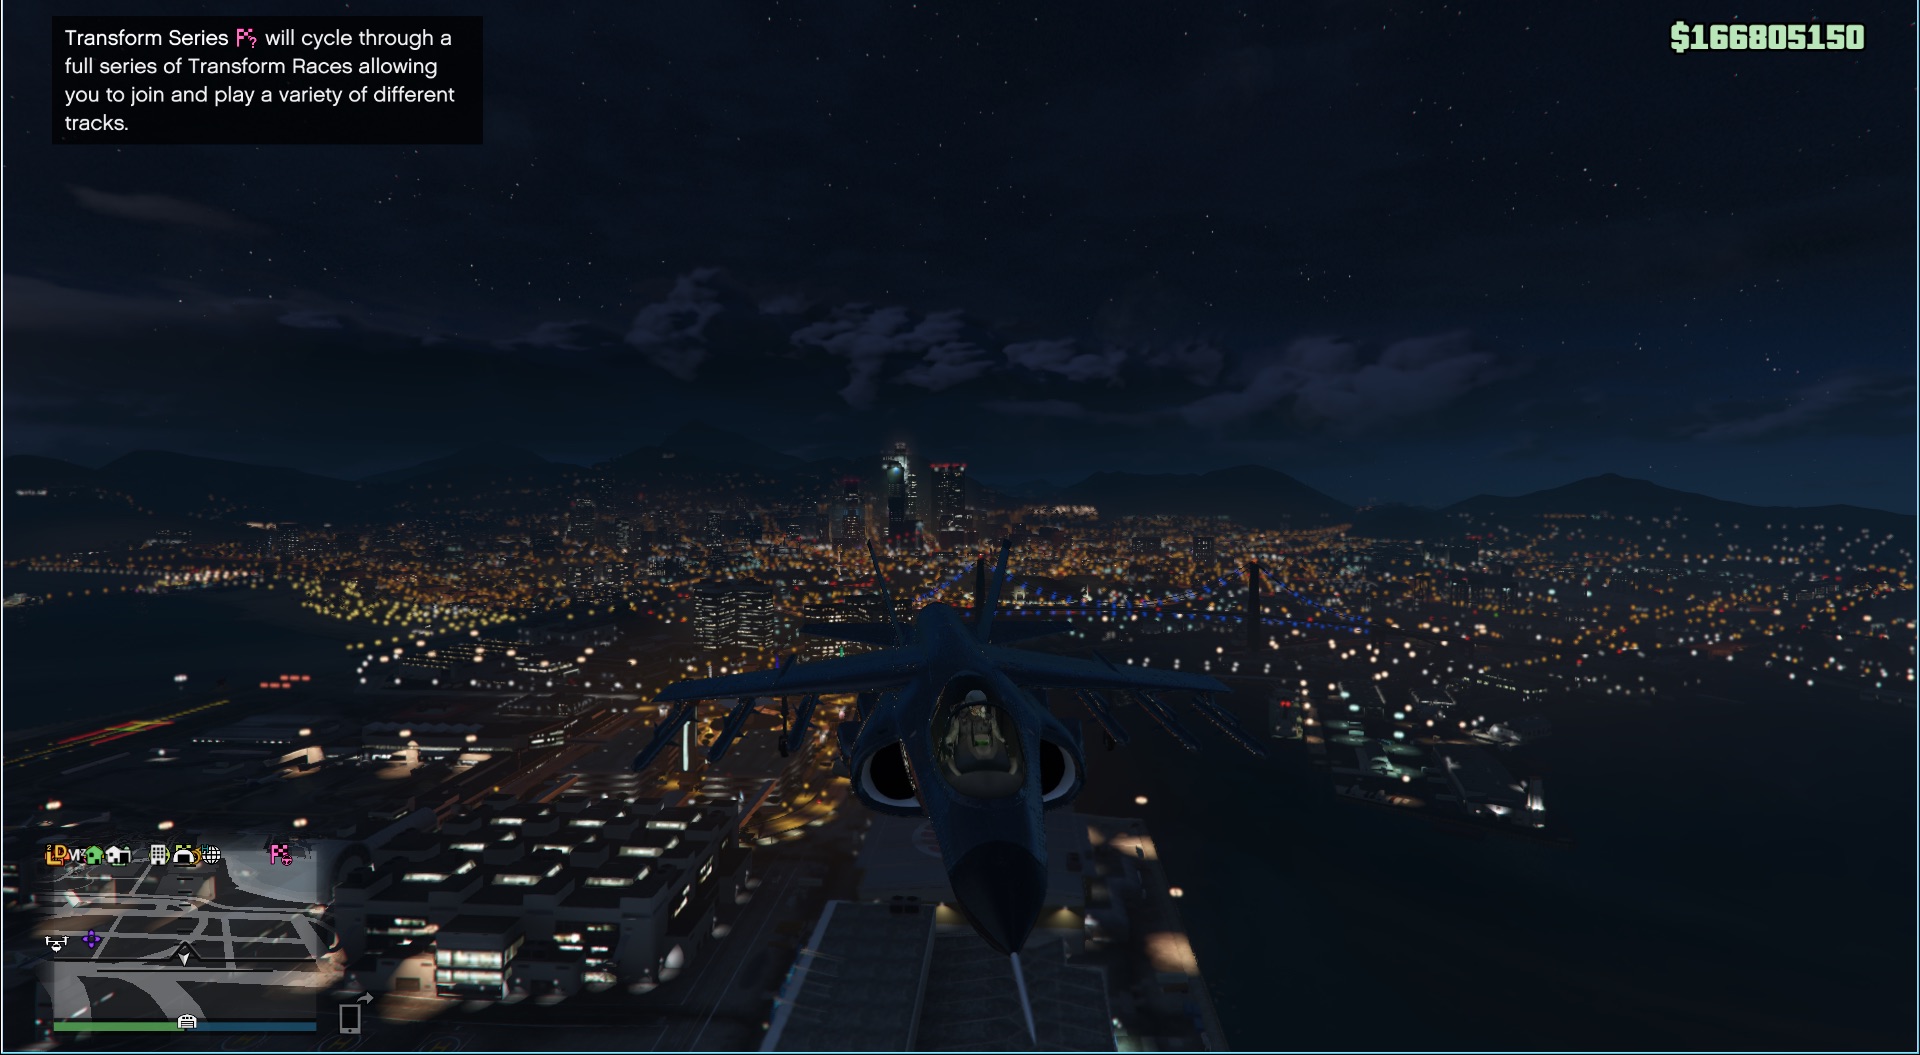 Transform Series will cycle through a
full series of Transform Races allowing
you to join and play a variety of different
tracks.
$166805150